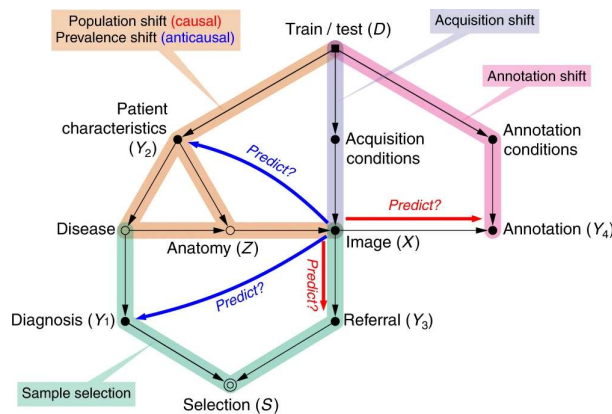 Population shift (causal)
Prevalence shift (anticausal)
Train / test (D)
Acquisition shift
Annotation shift
Patient
characteristics
(Y₂)
Acquisition
conditions
Annotation
conditions
Predict?
Predict?
Disease
Anatomy (Z)
Image (X)
Annotation (Y₄)
Predict?
Predict?
Diagnosis (Y₁)
Referral (Y₃)
Sample selection
Selection (S)